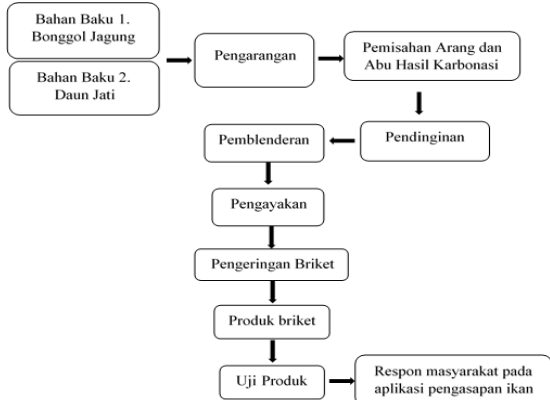 Bahan Baku 1.
Bonggol Jagung
Bahan Baku 2.
Daun Jati
Pengarangan
Pemisahan Arang dan
Abu Hasil Karbonasi
Pendinginan
Pemblenderan
Pengayakan
Pengeringan Briket
Produk briket
Uji Produk
Respon masyarakat pada
aplikasi pengasapan ikan